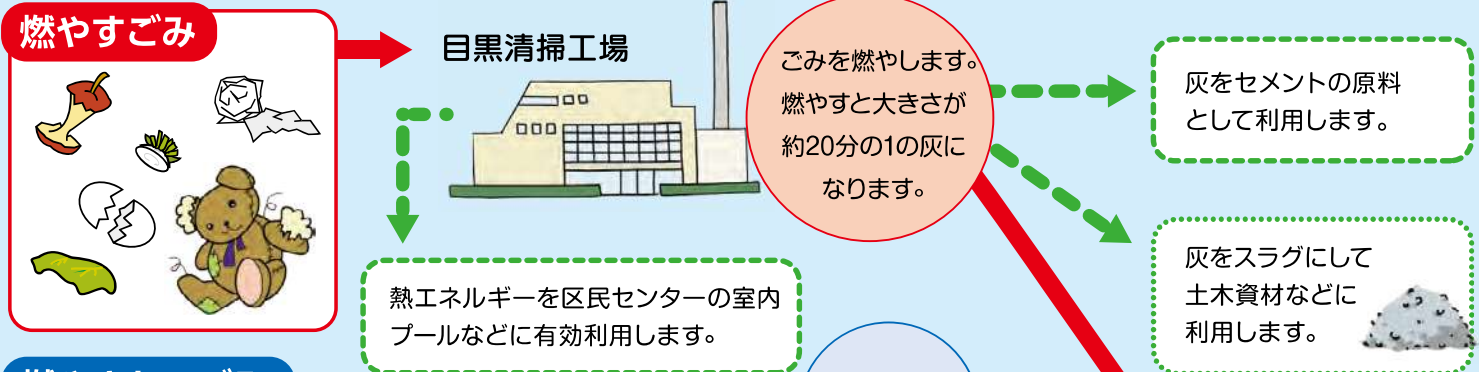 燃やすごみ
目黒清掃工場
ごみを燃やします。
燃やすと大きさが
約20分の1の灰に
なります。
灰をセメントの原料
として利用します。
灰をスラグにして
土木資材などに
利用します。
熱エネルギーを区民センターの室内
プールなどに有効利用します。